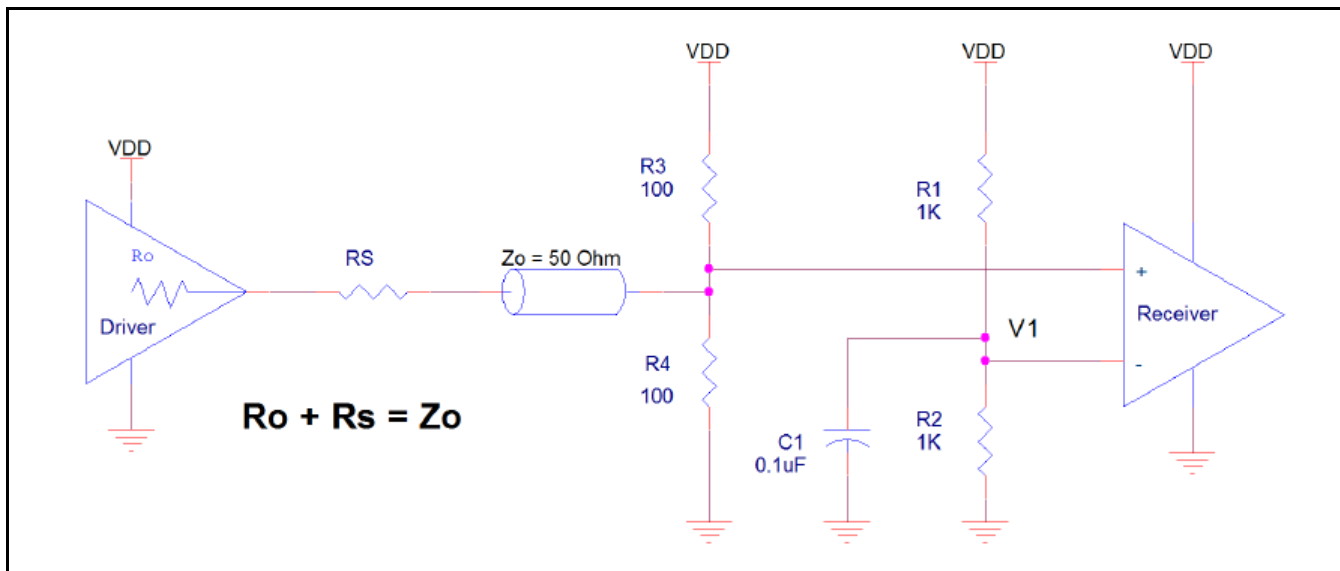 VDD
VDD
VDD
VDD
R3
100
R1
1K
Ro
RS
Zo = 50 Ohm
+
Driver
V1
Receiver
-
R4
100
Ro + Rs = Zo
C1
0.1uF
R2
1K